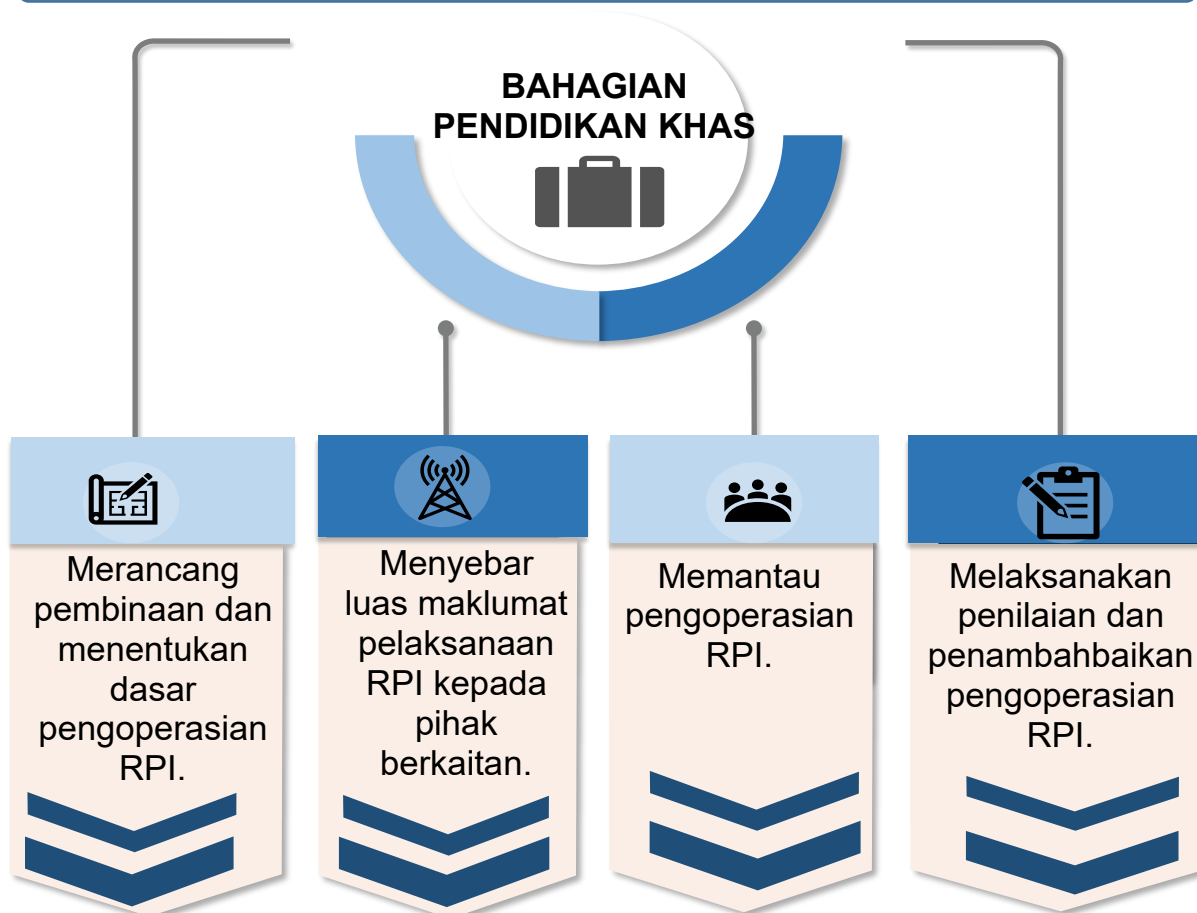 BAHAGIAN
PENDIDIKAN KHAS
Merancang
pembinaan dan
menentukan
dasar
pengoperasian
RPI.
Menyebar
luas maklumat
pelaksanaan
RPI kepada
pihak
berkaitan.
Memantau
pengoperasian
RPI.
Melaksanakan
penilaian dan
penambahbaikan
pengoperasian
RPI.